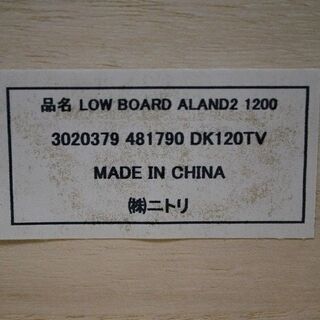 品名 LOW BOARD ALAND2 1200
3020379 481790 DK120TV
MADE IN CHINA
㈱ニトリ